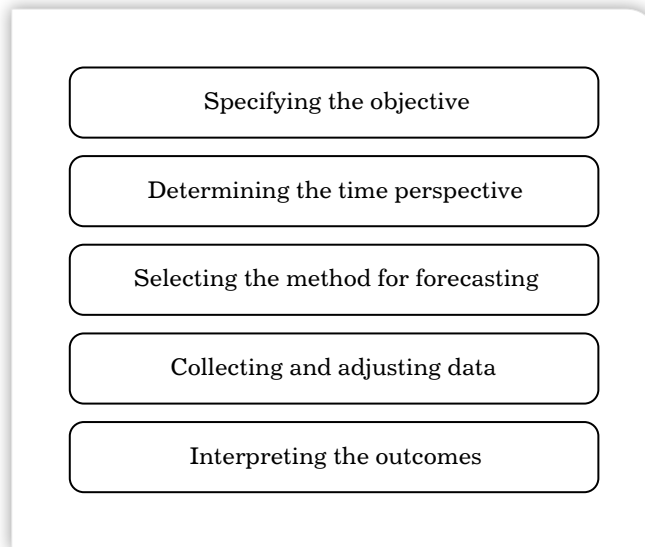 Specifying the objective
Determining the time perspective
Selecting the method for forecasting
Collecting and adjusting data
Interpreting the outcomes